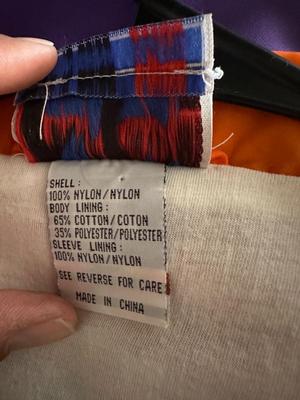 SHELL:
100% NYLON/NYLON
BODY LINING:
65% COTTON/COTON
35% POLYESTER/POLYESTER
SLEEVE LINING:
100% NYLON/NYLON
SEE REVERSE FOR CARE
MADE IN CHINA